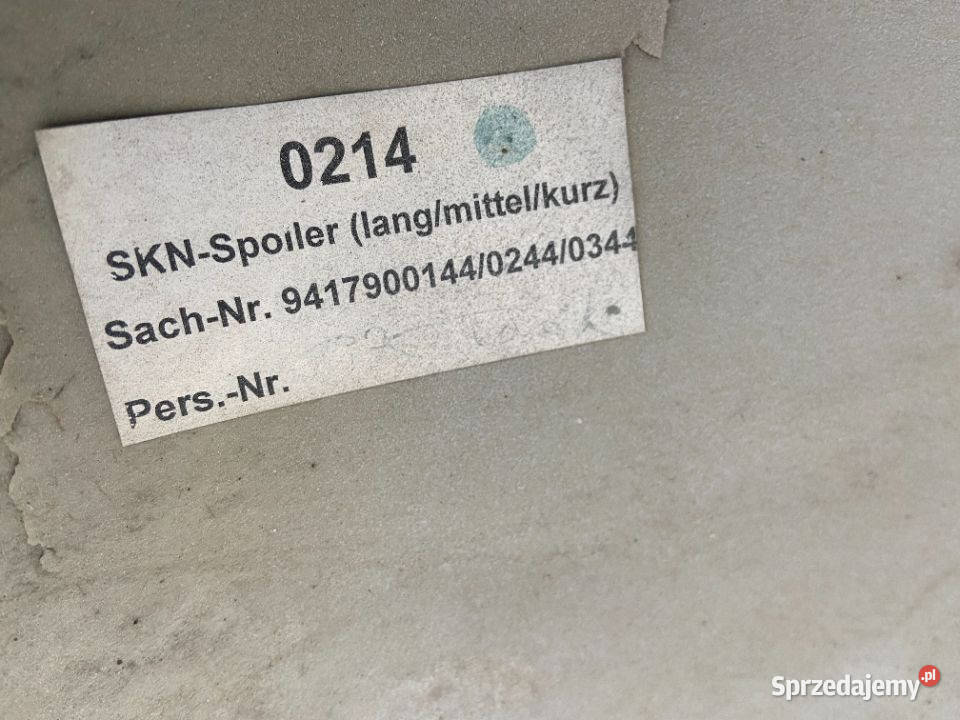 0214
SKN-Spoiler (lang/mittel/kurz)
Sach-Nr. 9417900144/0244/0344
Pers.-Nr.
Sprzedajemy.pl